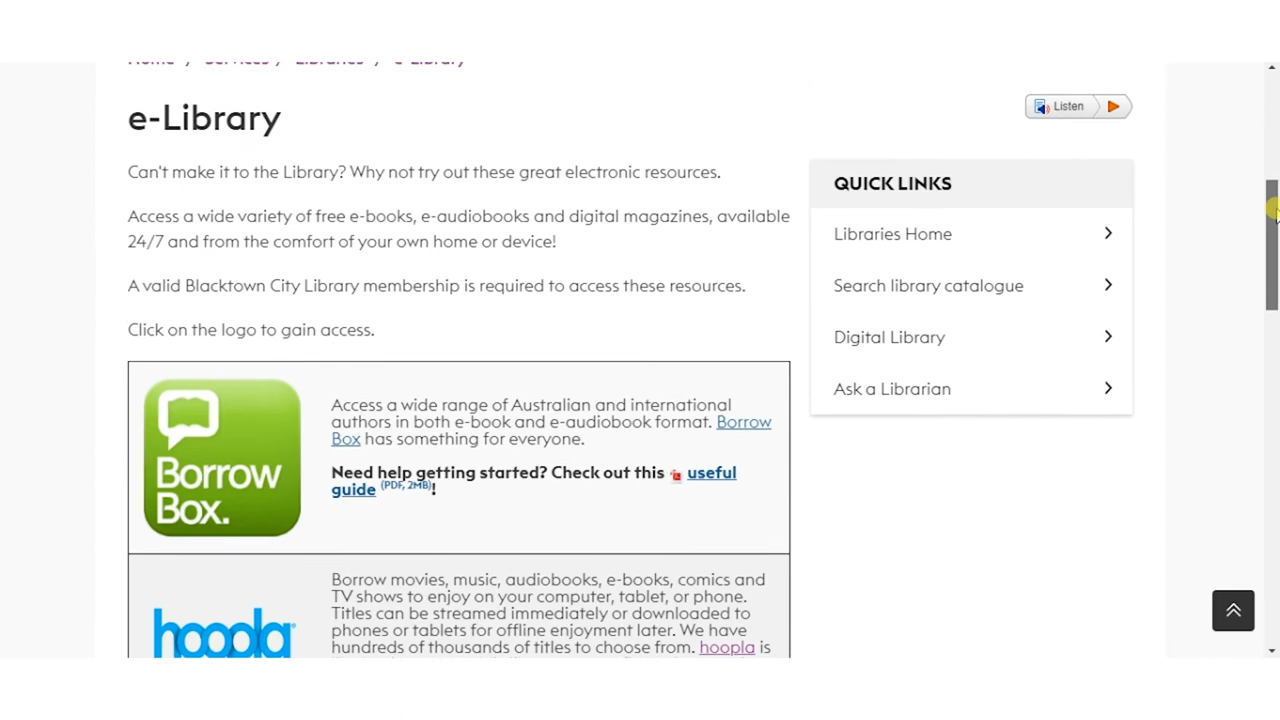 Home / Services / Libraries / e-Library
e-Library
Listen
Can't make it to the Library? Why not try out these great electronic resources.
Access a wide variety of free e-books, e-audiobooks and digital magazines, available
24/7 and from the comfort of your own home or device!
A valid Blacktown City Library membership is required to access these resources.
Click on the logo to gain access.
QUICK LINKS
Libraries Home
Search library catalogue
Digital Library
Ask a Librarian
Borrow
Box.
Access a wide range of Australian and international
authors in both e-book and e-audiobook format. Borrow
Box has something for everyone.
Need help getting started? Check out this useful
guide (PDF, 2MB)!
hoopla
Borrow movies, music, audiobooks, e-books, comics and
TV shows to enjoy on your computer, tablet, or phone.
Titles can be streamed immediately or downloaded to
phones or tablets for offline enjoyment later. We have
hundreds of thousands of titles to choose from. hoopla is